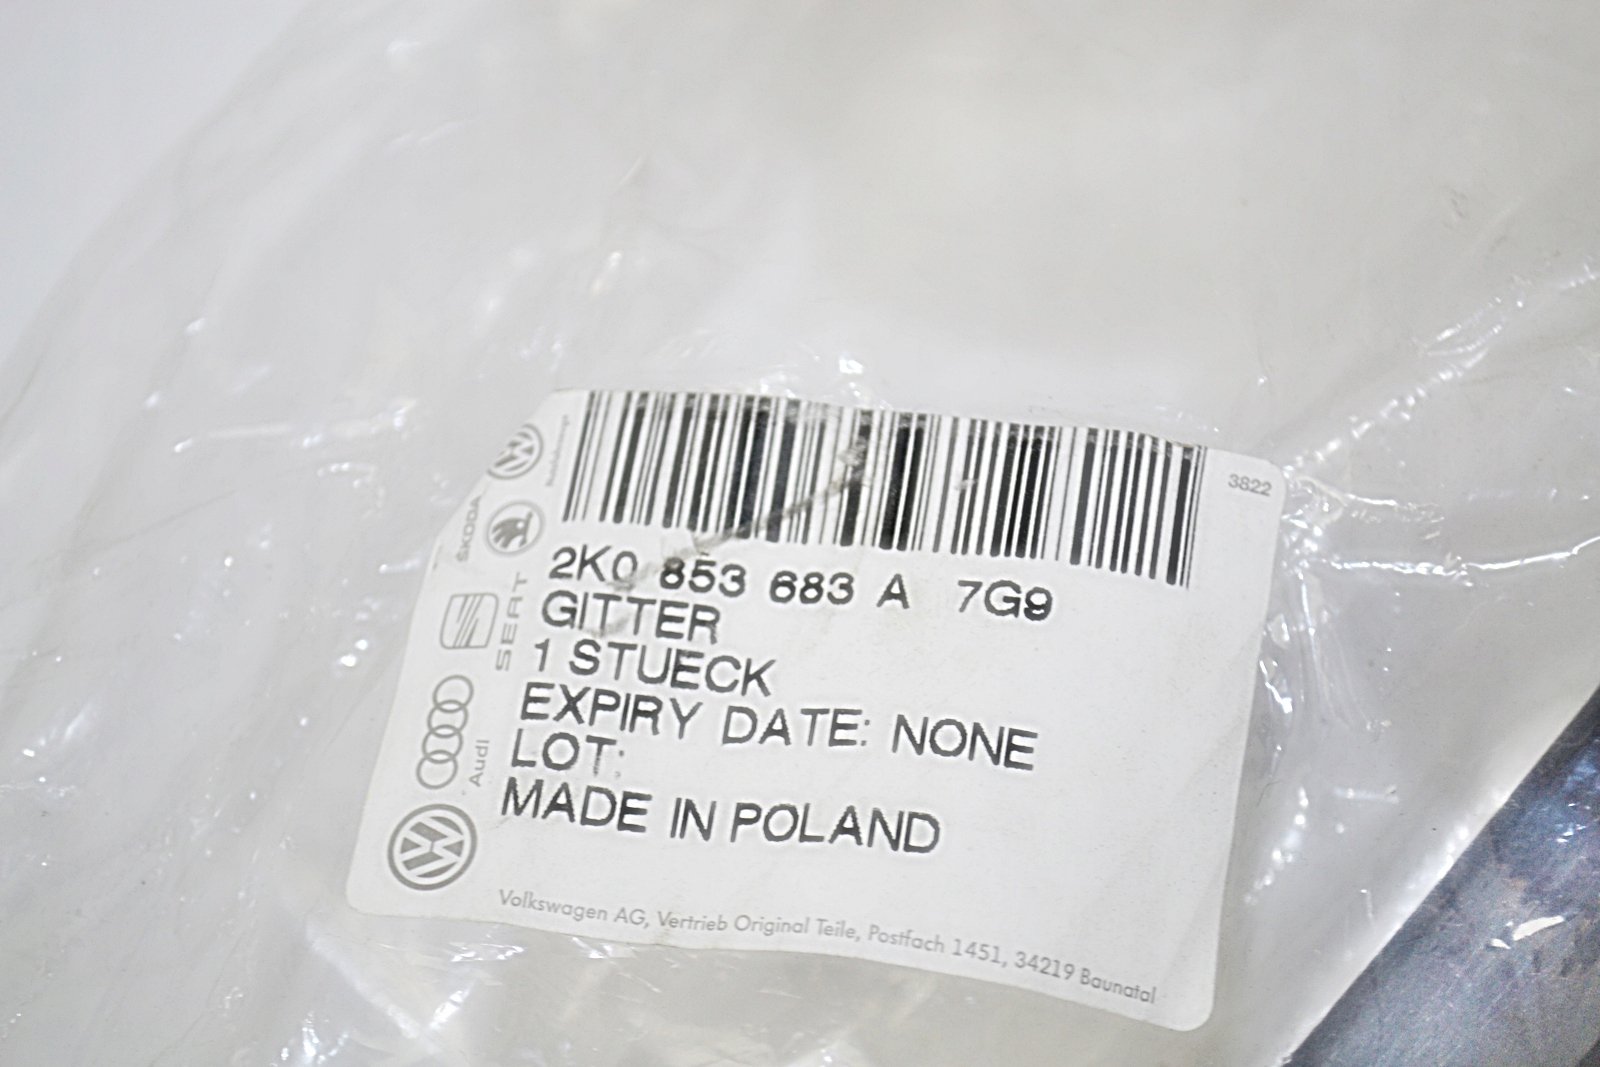 3822
2K0 853 683 A 7G9
GITTER
1 STUECK
EXPIRY DATE: NONE
LOT:
MADE IN POLAND
Volkswagen AG, Vertrieb Original Teile, Postfach 1451, 34219 Baunatal
ŠKODA
SEAT
Audi